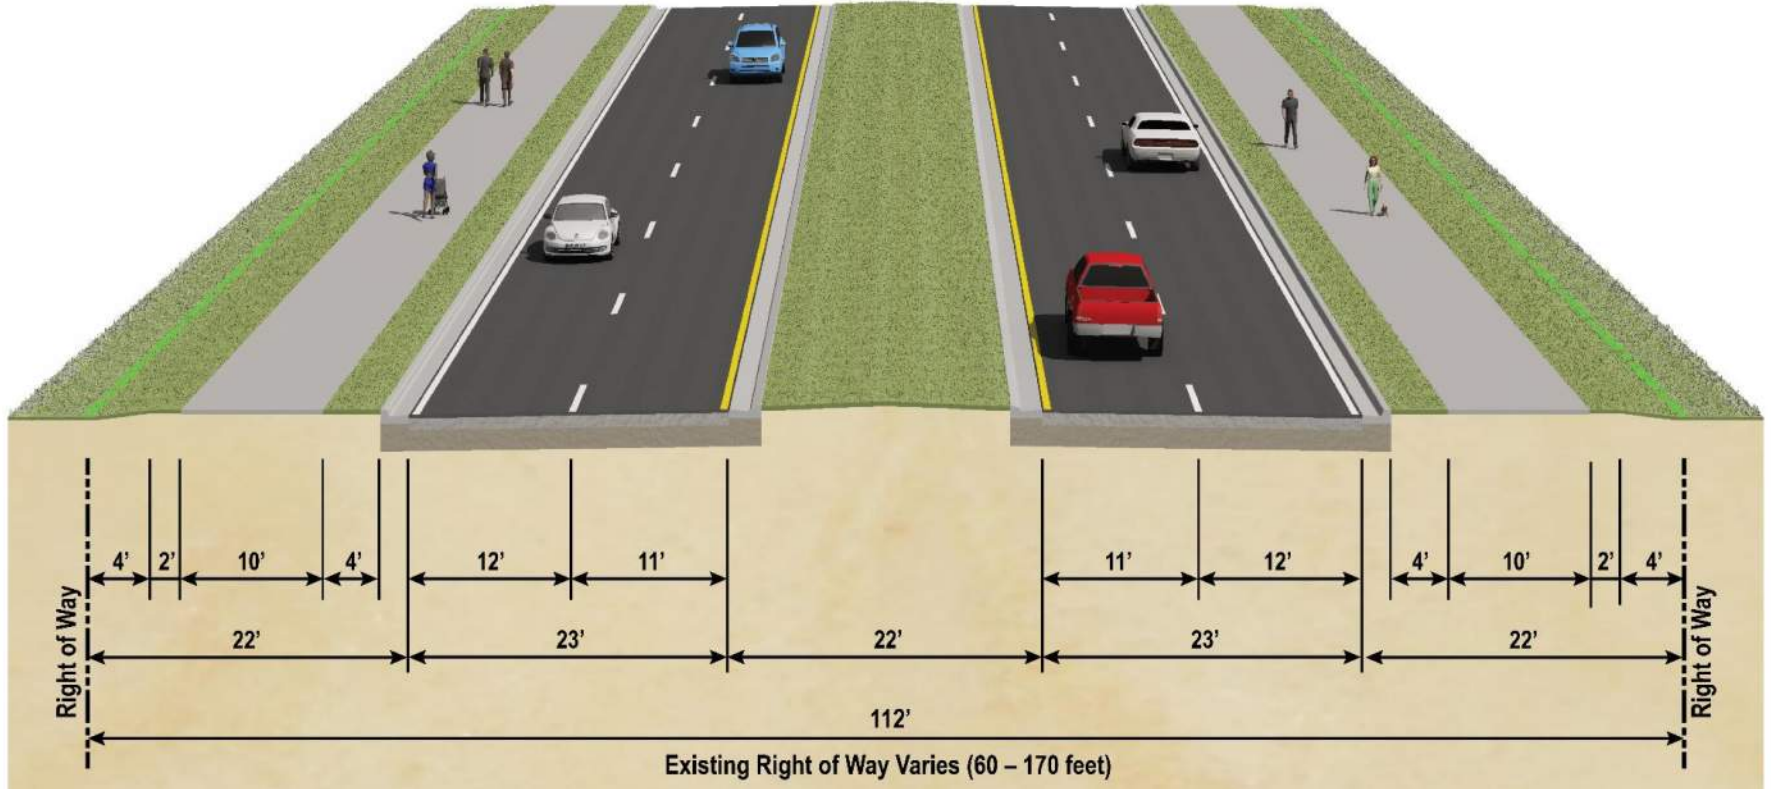 4' 2' 10' 4' 12' 11' 11' 12' 4' 10' 2' 4'
Right of Way
22' 23' 22' 23' 22'
Right of Way
112'
Existing Right of Way Varies (60 – 170 feet)